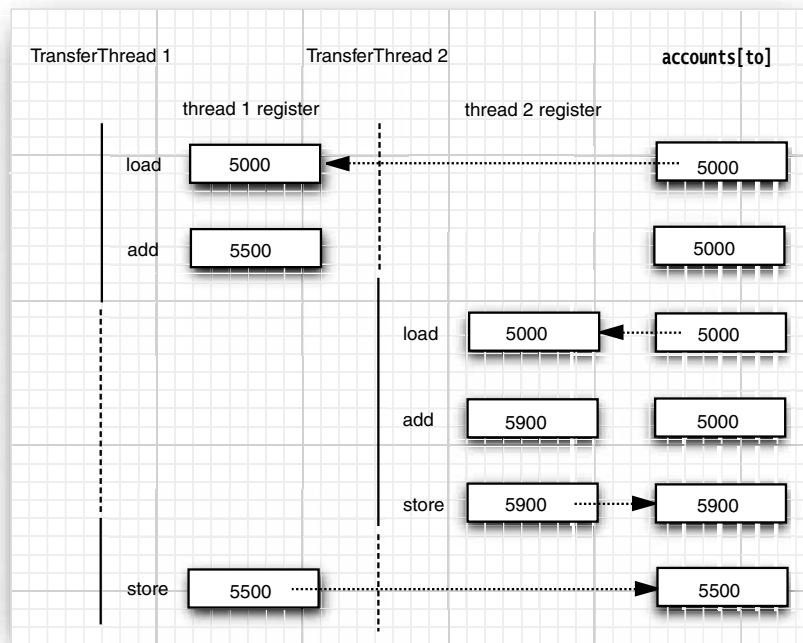 TransferThread 1 TransferThread 2 accounts[to]
thread 1 register thread 2 register
load 5000 5000
add 5500 5000
load 5000 5000
add 5900 5000
store 5900 5900
store 5500 5500